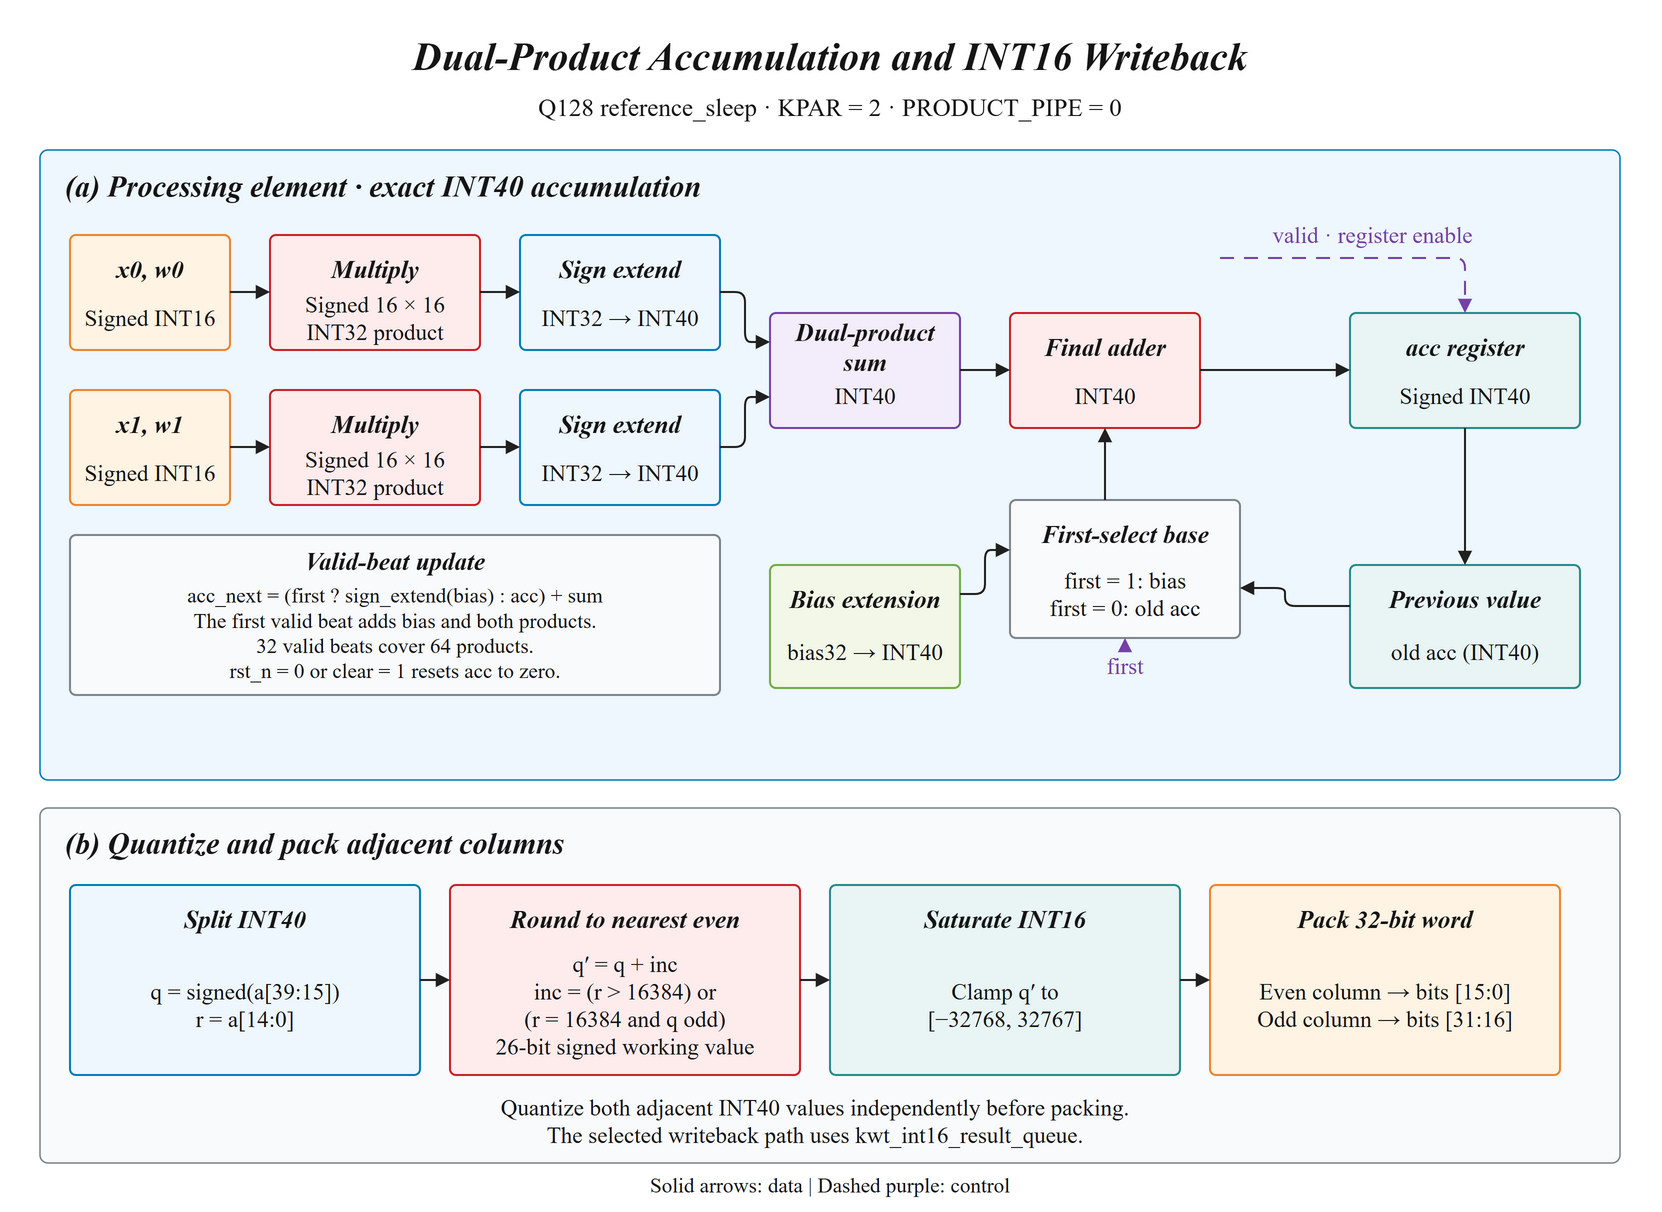 Dual-Product Accumulation and INT16 Writeback
Q128 reference_sleep · KPAR = 2 · PRODUCT_PIPE = 0
(a) Processing element · exact INT40 accumulation
x0, w0
Signed INT16
Multiply
Signed 16 × 16
INT32 product
Sign extend
INT32 → INT40
x1, w1
Signed INT16
Multiply
Signed 16 × 16
INT32 product
Sign extend
INT32 → INT40
Dual-product
sum
INT40
Final adder
INT40
valid · register enable
acc register
Signed INT40
Valid-beat update
acc_next = (first ? sign_extend(bias) : acc) + sum
The first valid beat adds bias and both products.
32 valid beats cover 64 products.
rst_n = 0 or clear = 1 resets acc to zero.
Bias extension
bias32 → INT40
First-select base
first = 1: bias
first = 0: old acc
first
Previous value
old acc (INT40)
(b) Quantize and pack adjacent columns
Split INT40
q = signed(a[39:15])
r = a[14:0]
Round to nearest even
q′ = q + inc
inc = (r > 16384) or
(r = 16384 and q odd)
26-bit signed working value
Saturate INT16
Clamp q′ to
[−32768, 32767]
Pack 32-bit word
Even column → bits [15:0]
Odd column → bits [31:16]
Quantize both adjacent INT40 values independently before packing.
The selected writeback path uses kwt_int16_result_queue.
Solid arrows: data | Dashed purple: control